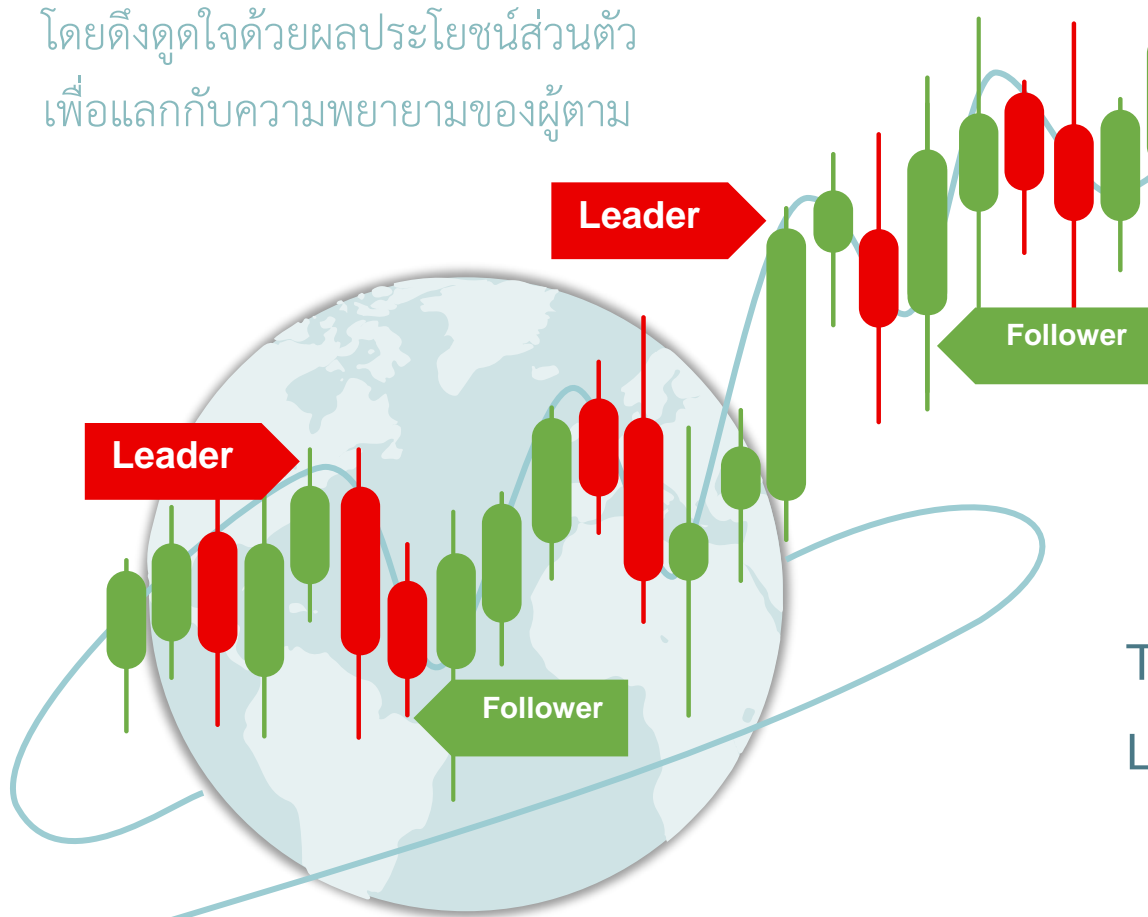 โดยดึงดูดใจด้วยผลประโยชน์ส่วนตัว
เพื่อแลกกับความพยายามของผู้ตาม
Leader
Follower
Leader
Follower
T
L